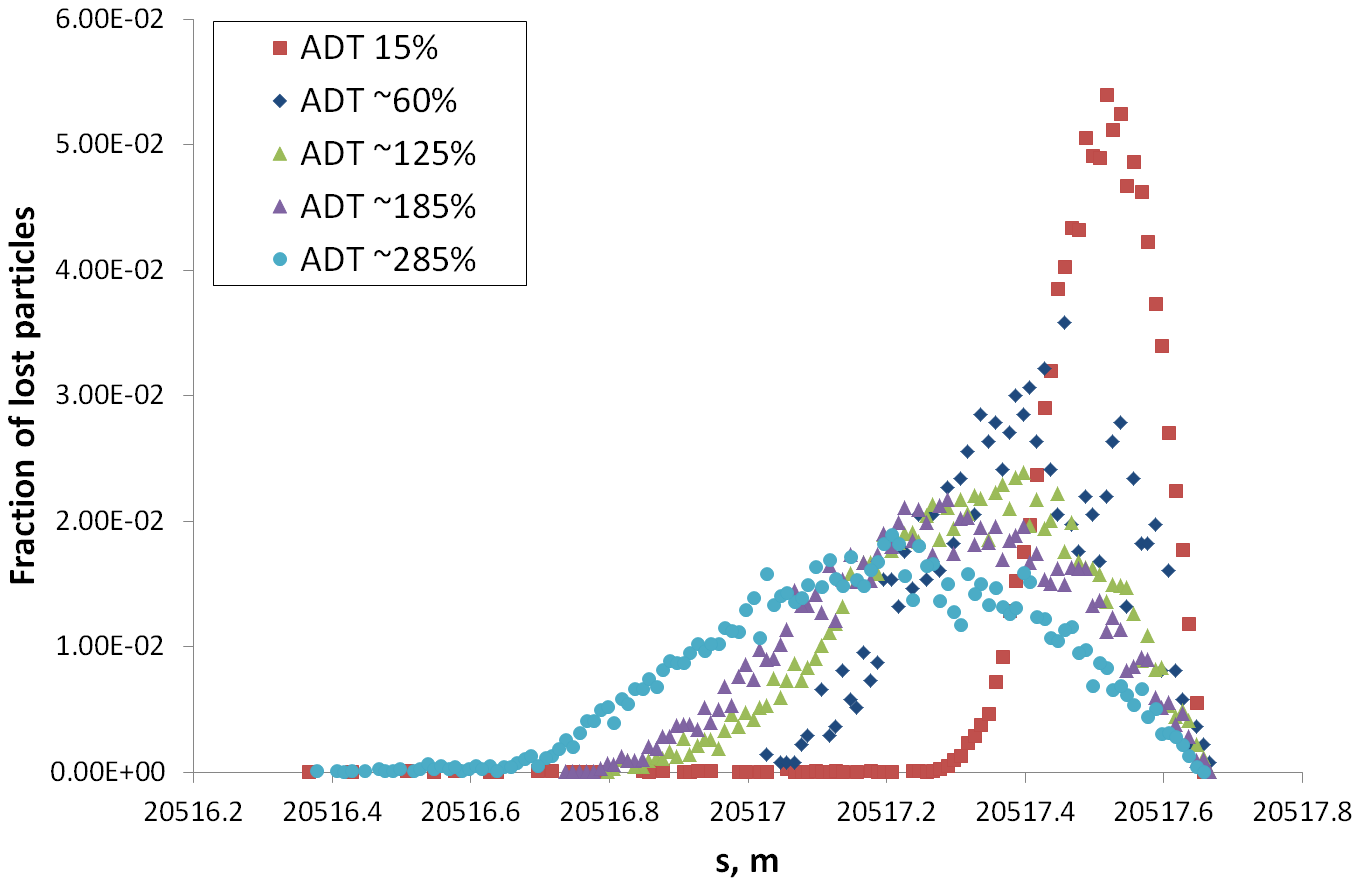 6.00E-02
5.00E-02
4.00E-02
3.00E-02
2.00E-02
1.00E-02
0.00E+00
Fraction of lost particles
ADT 15%
ADT ~60%
ADT ~125%
ADT ~185%
ADT ~285%
20516.2 20516.4 20516.6 20516.8 20517 20517.2 20517.4 20517.6 20517.8
s, m